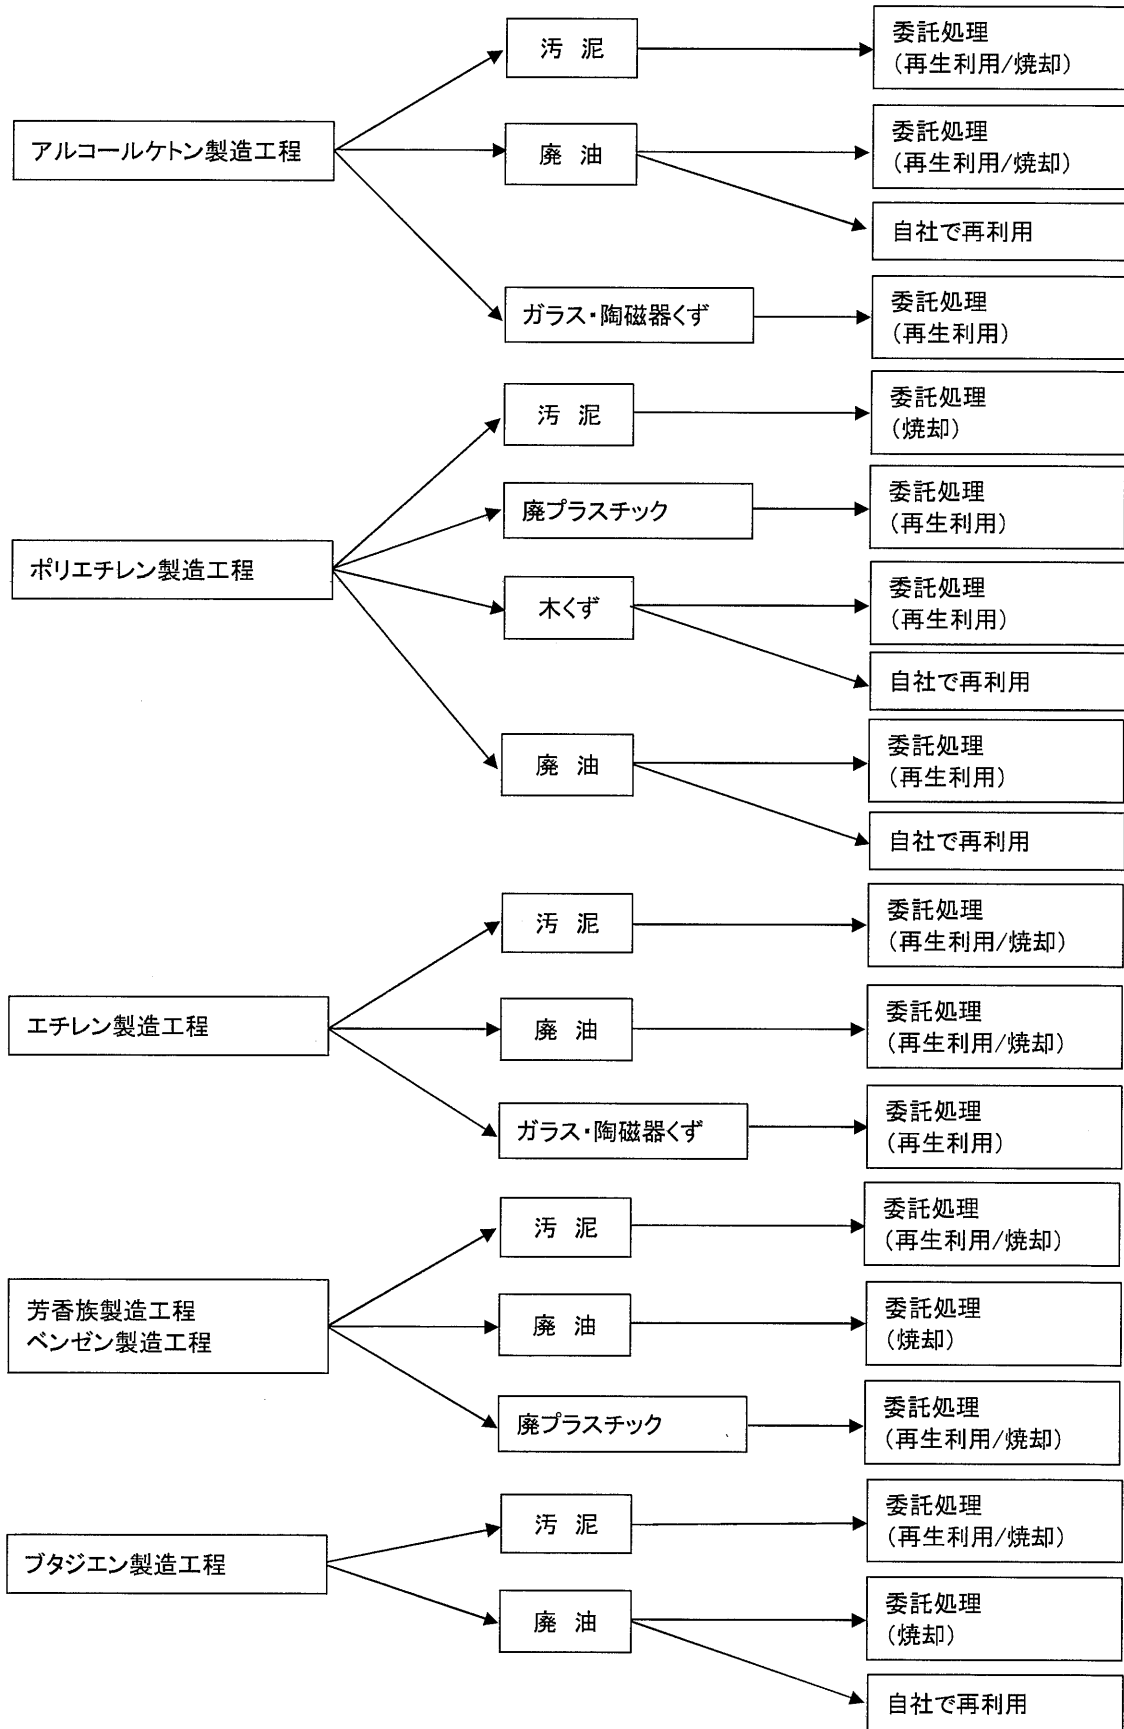 アルコールケトン製造工程
汚 泥
委託処理
(再生利用/焼却)
廃 油
委託処理
(再生利用/焼却)
自社で再利用
ガラス・陶磁器くず
委託処理
(再生利用)
ポリエチレン製造工程
汚 泥
委託処理
(焼却)
廃プラスチック
委託処理
(再生利用)
木くず
委託処理
(再生利用)
自社で再利用
廃 油
委託処理
(再生利用)
自社で再利用
エチレン製造工程
汚 泥
委託処理
(再生利用/焼却)
廃 油
委託処理
(再生利用/焼却)
ガラス・陶磁器くず
委託処理
(再生利用)
芳香族製造工程
ベンゼン製造工程
汚 泥
委託処理
(再生利用/焼却)
廃 油
委託処理
(焼却)
廃プラスチック
委託処理
(再生利用/焼却)
ブタジエン製造工程
汚 泥
委託処理
(再生利用/焼却)
廃 油
委託処理
(焼却)
自社で再利用